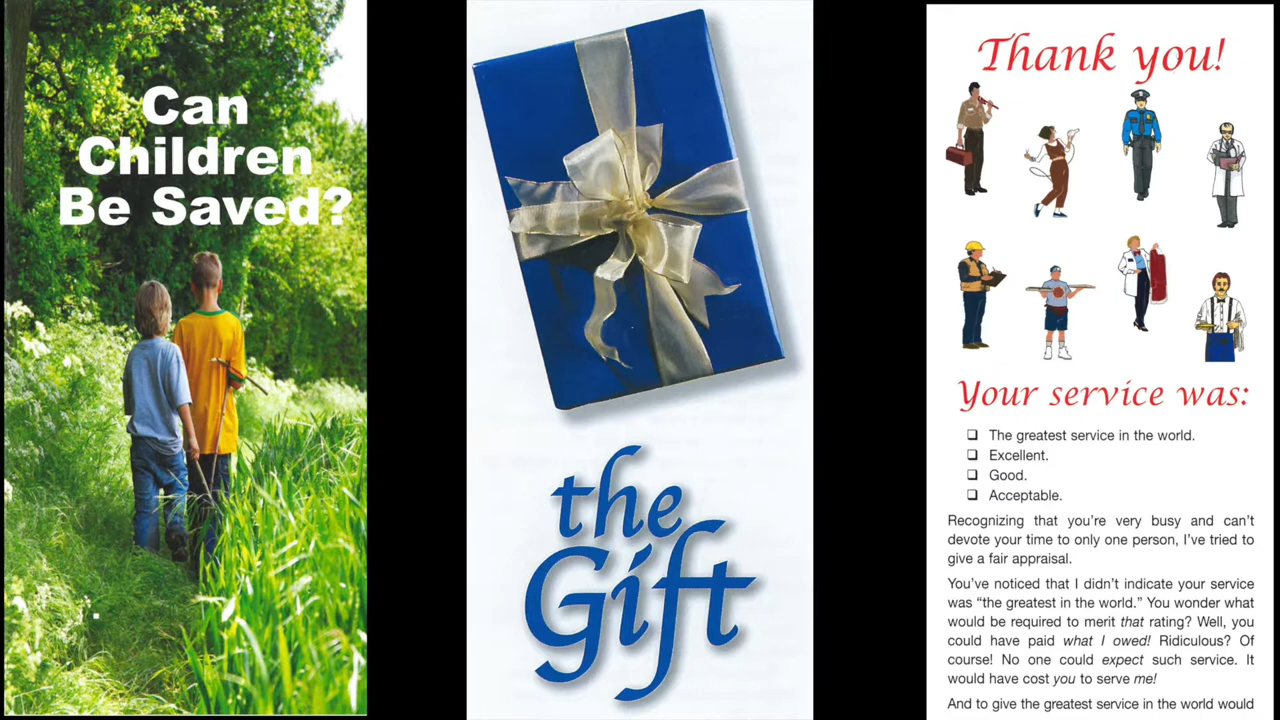 Can
Children
Be Saved?
the
Gift
Thank you!
Your service was:
❑ The greatest service in the world.
❑ Excellent.
❑ Good.
❑ Acceptable.
Recognizing that you're very busy and can't
devote your time to only one person, I've tried to
give a fair appraisal.
You've noticed that I didn't indicate your service
was “the greatest in the world.” You wonder what
would be required to merit that rating? Well, you
could have paid what I owed! Ridiculous? Of
course! No one could expect such service. It
would have cost you to serve me!
And to give the greatest service in the world would